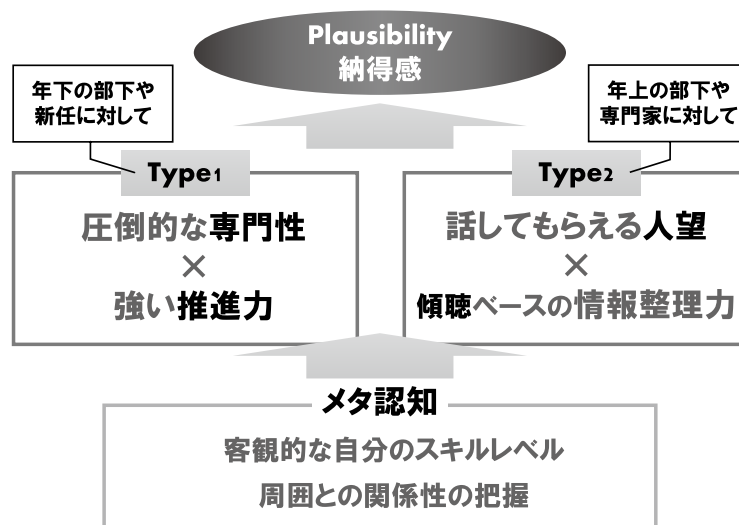 Plausibility
納得感
年下の部下や
新任に対して
年上の部下や
専門家に対して
Type1
圧倒的な専門性
×
強い推進力
Type2
話してもらえる人望
×
傾聴ベースの情報整理力
メタ認知
客観的な自分のスキルレベル
周囲との関係性の把握